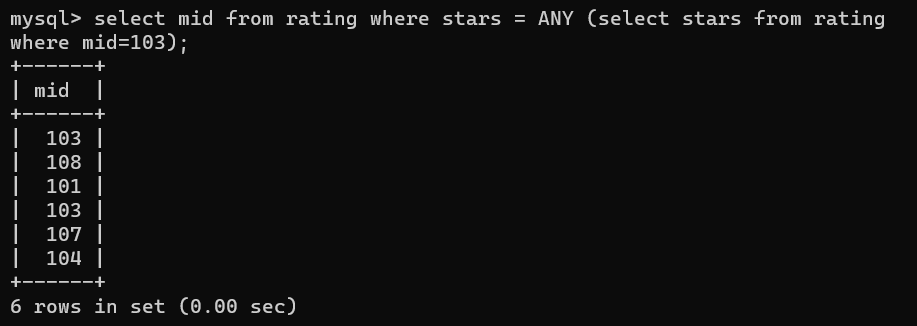 mysql> select mid from rating where stars = ANY (select stars from rating
where mid=103);
+------+
| mid  |
+------+
|  103 |
|  108 |
|  101 |
|  103 |
|  107 |
|  104 |
+------+
6 rows in set (0.00 sec)